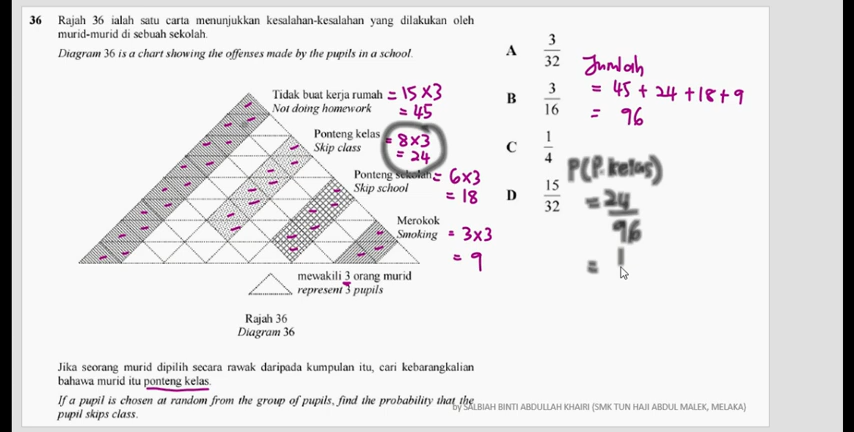 36 Rajah 36 ialah satu carta menunjukkan kesalahan-kesalahan yang dilakukan oleh
murid-murid di sebuah sekolah.
Diagram 36 is a chart showing the offenses made by the pupils in a school.
Tidak buat kerja rumah = 15 x 3
Not doing homework = 45
Ponteng kelas = 8x3
Skip class = 24
Ponteng sekolah = 6x3
Skip school = 18
Merokok
Smoking = 3x3
= 9
mewakili 3 orang murid
represent 3 pupils
Rajah 36
Diagram 36
Jika seorang murid dipilih secara rawak daripada kumpulan itu, cari kebarangkalian
bahawa murid itu ponteng kelas.
If a pupil is chosen at random from the group of pupils, find the probability that the
pupil skips class.
A 3/32
B 3/16
C 1/4
D 15/32
Jumlah
= 45 + 24 + 18 + 9
= 96
P(P. kelas)
= 24/96
= 1
by SALBIAH BINTI ABDULLAH KHAIRI (SMK TUN HAJI ABDUL MALEK, MELAKA)